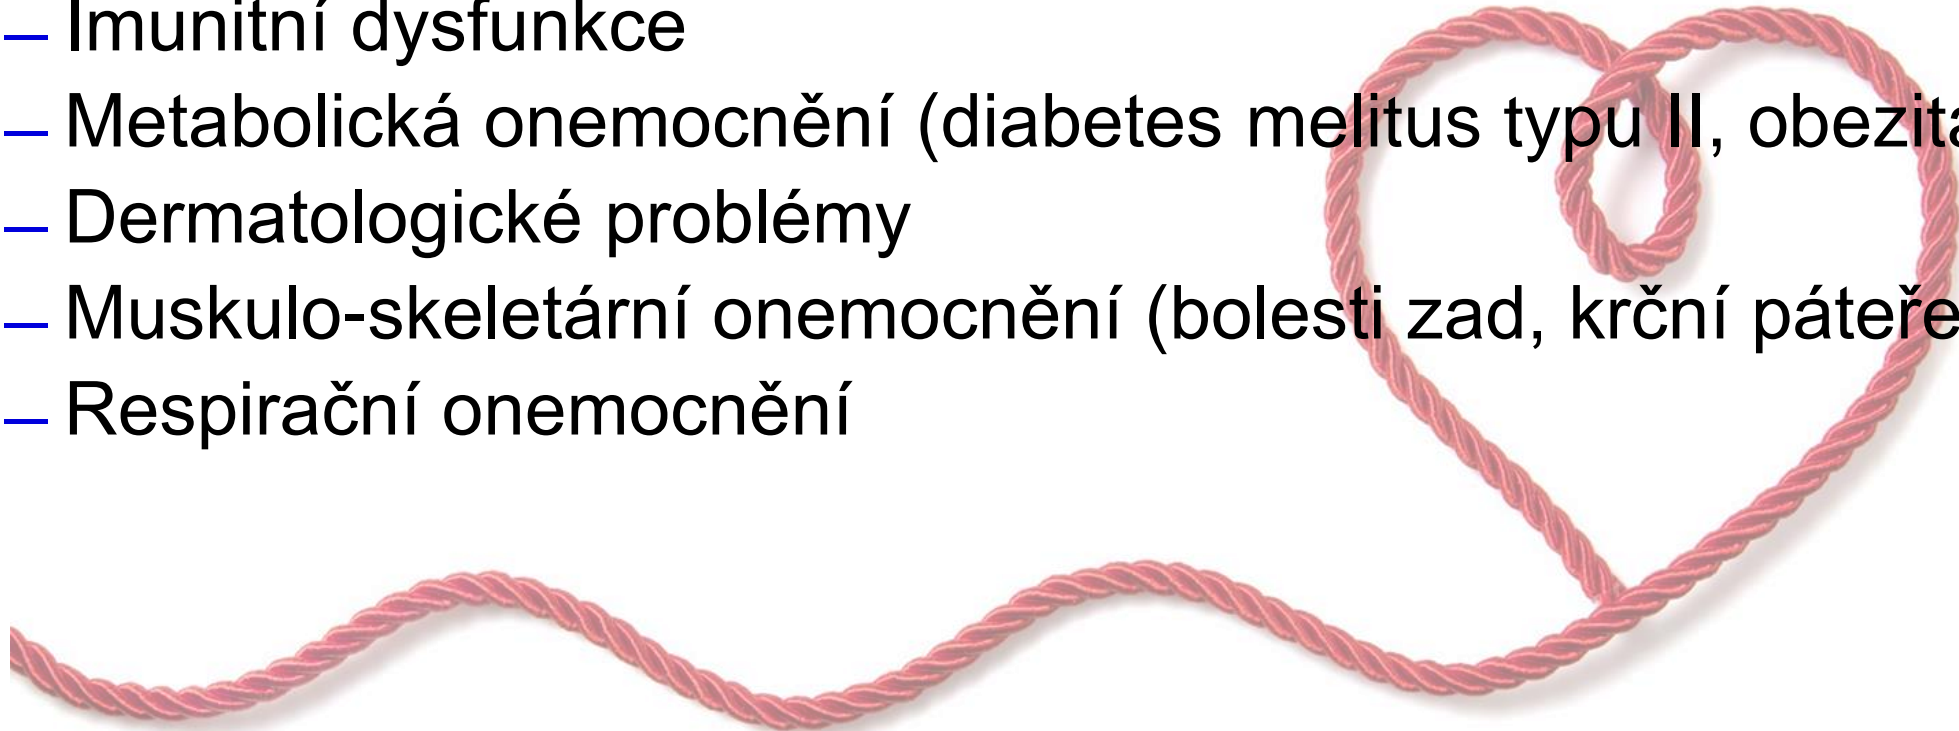 – Imunitní dysfunkce
– Metabolická onemocnění (diabetes melitus typu II, obezita
– Dermatologické problémy
– Muskulo-skeletární onemocnění (bolesti zad, krční páteře
– Respirační onemocnění